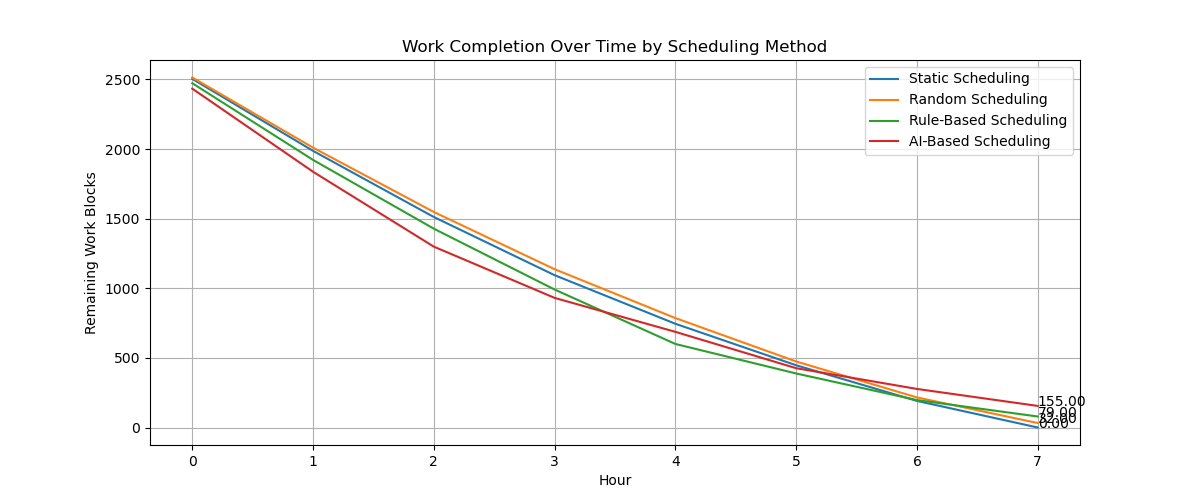 Work Completion Over Time by Scheduling Method
Static Scheduling
Random Scheduling
Rule-Based Scheduling
AI-Based Scheduling
Remaining Work Blocks
2500
2000
1500
1000
500
0
155.00
79.00
32.00
0.00
0 1 2 3 4 5 6 7
Hour